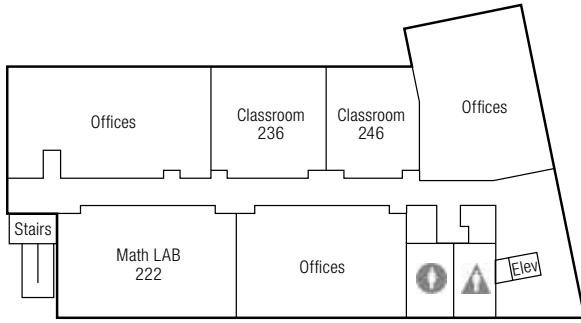 Offices
Classroom
236
Classroom
246
Offices
Stairs
Math LAB
222
Offices
Elev